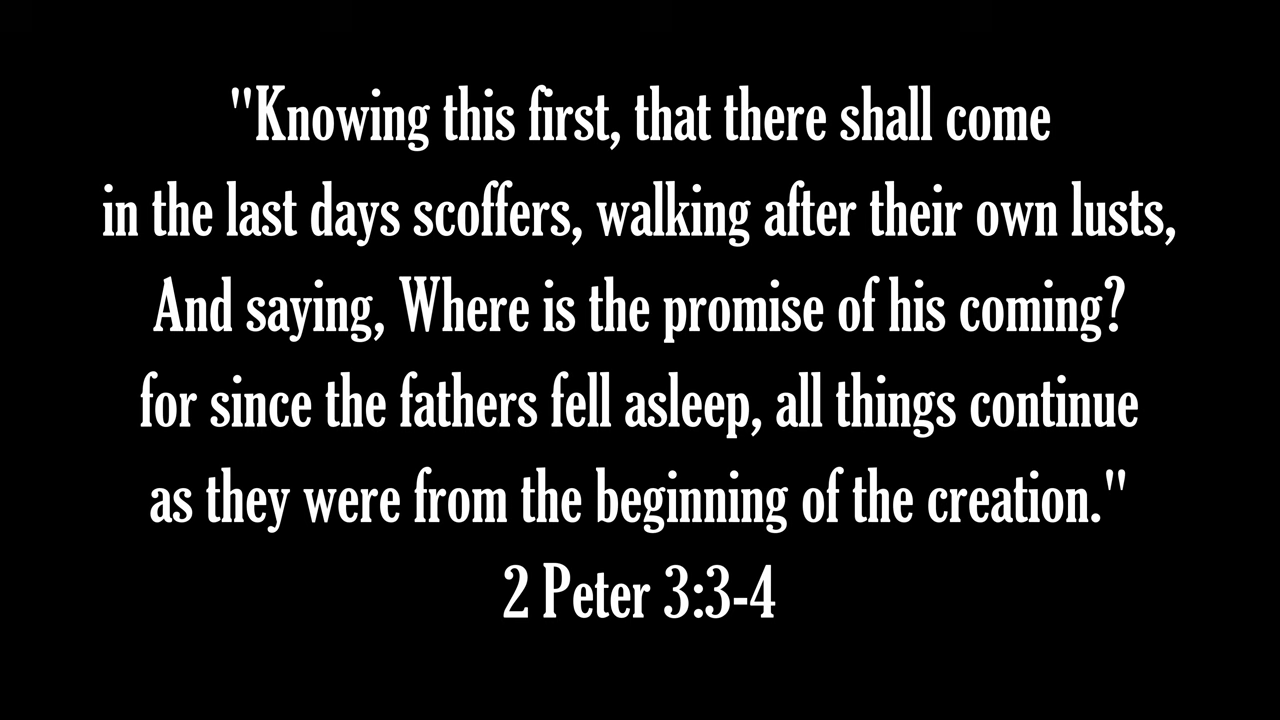 "Knowing this first, that there shall come
in the last days scoffers, walking after their own lusts,
And saying, Where is the promise of his coming?
for since the fathers fell asleep, all things continue
as they were from the beginning of the creation."
2 Peter 3:3-4